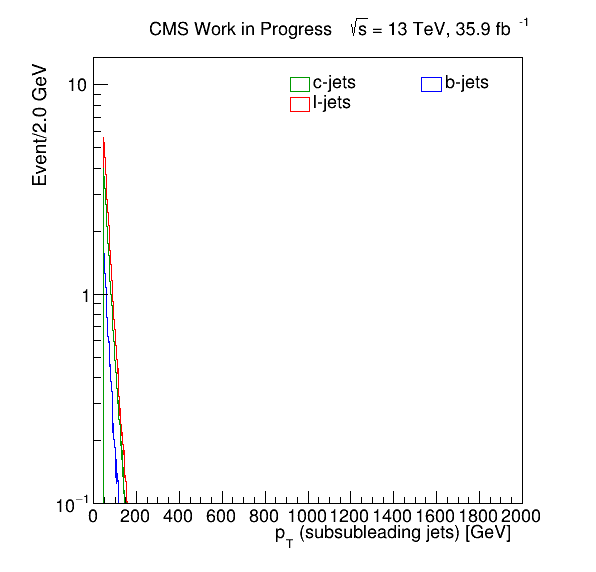 CMS Work in Progress √s = 13 TeV, 35.9 fb⁻¹
Event/2.0 GeV
c-jets b-jets
l-jets
10
1
10⁻¹
0 200 400 600 800 1000 1200 1400 1600 1800 2000
p_T (subsubleading jets) [GeV]